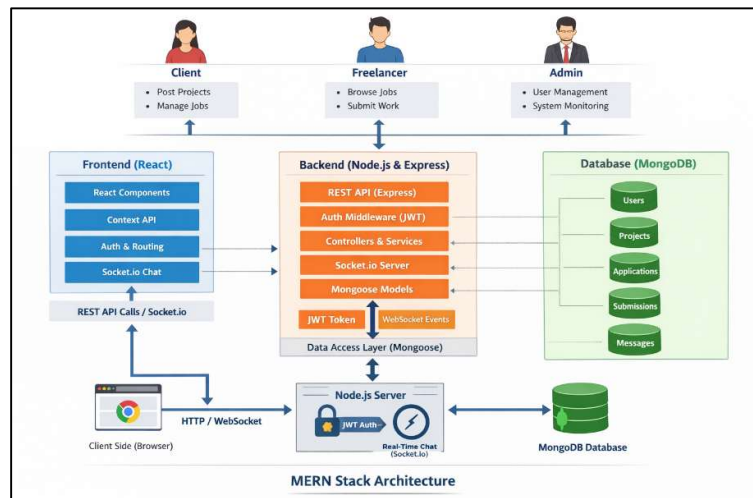 Client
Post Projects
Manage Jobs
Freelancer
Browse Jobs
Submit Work
Admin
User Management
System Monitoring
Frontend (React)
React Components
Context API
Auth & Routing
Socket.io Chat
REST API Calls / Socket.io
Backend (Node.js & Express)
REST API (Express)
Auth Middleware (JWT)
Controllers & Services
Socket.io Server
Mongoose Models
JWT Token
WebSocket Events
Data Access Layer (Mongoose)
Database (MongoDB)
Users
Projects
Applications
Submissions
Messages
Client Side (Browser)
HTTP / WebSocket
Node.js Server
JWT Auth
Real-Time Chat
(Socket.io)
MongoDB Database
MERN Stack Architecture